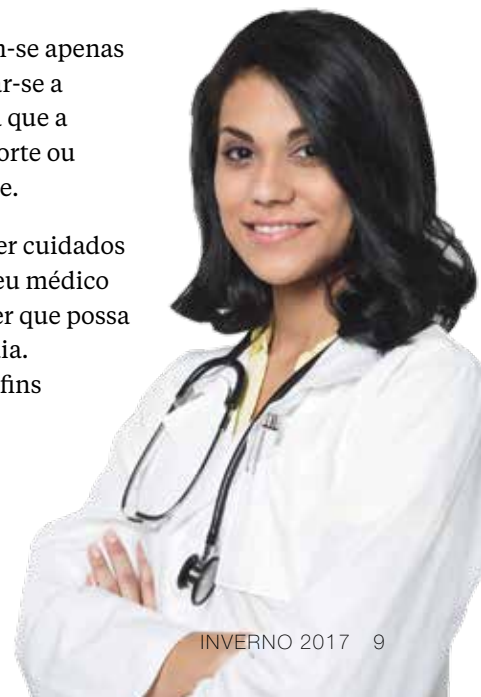 -se apenas
ar-se a
que a
orte ou
e.
er cuidados
eu médico
er que possa
ia.
fins
INVERNO 2017 9